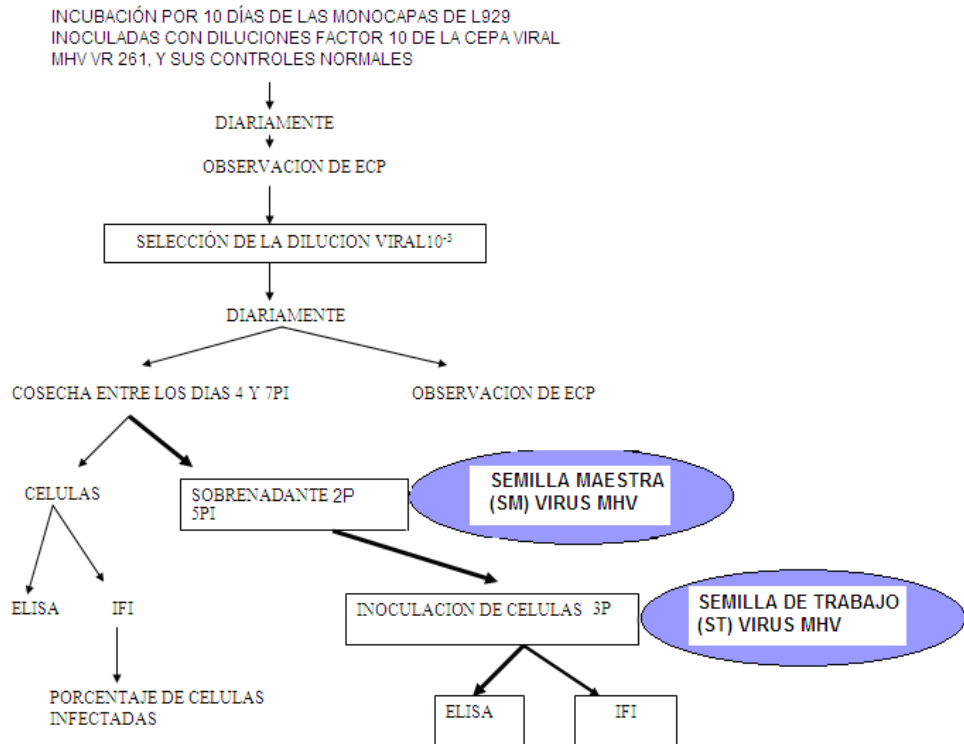 INCUBACIÓN POR 10 DÍAS DE LAS MONOCAPAS DE L929
INOCULADAS CON DILUCIONES FACTOR 10 DE LA CEPA VIRAL
MHV VR 261, Y SUS CONTROLES NORMALES
DIARIAMENTE
OBSERVACION DE ECP
SELECCIÓN DE LA DILUCION VIRAL10⁻³
DIARIAMENTE
COSECHA ENTRE LOS DIAS 4 Y 7PI
OBSERVACION DE ECP
CELULAS
SOBRENADANTE 2P
5PI
SEMILLA MAESTRA
(SM) VIRUS MHV
ELISA
IFI
INOCULACION DE CELULAS 3P
SEMILLA DE TRABAJO
(ST) VIRUS MHV
PORCENTAJE DE CELULAS
INFECTADAS
ELISA
IFI